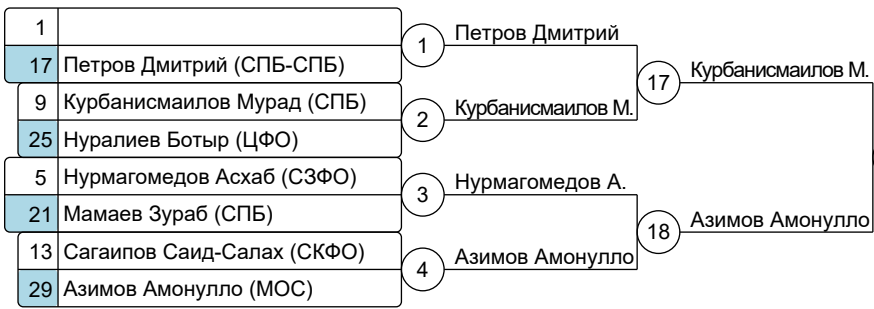 1
17 Петров Дмитрий (СПБ-СПБ)
9 Курбанисмаилов Мурад (СПБ)
25 Нуралиев Ботыр (ЦФО)
5 Нурмагомедов Асхаб (СЗФО)
21 Мамаев Зураб (СПБ)
13 Сагаипов Саид-Салах (СКФО)
29 Азимов Амонулло (МОС)
1 Петров Дмитрий
2 Курбанисмаилов М.
3 Нурмагомедов А.
4 Азимов Амонулло
17 Курбанисмаилов М.
18 Азимов Амонулло